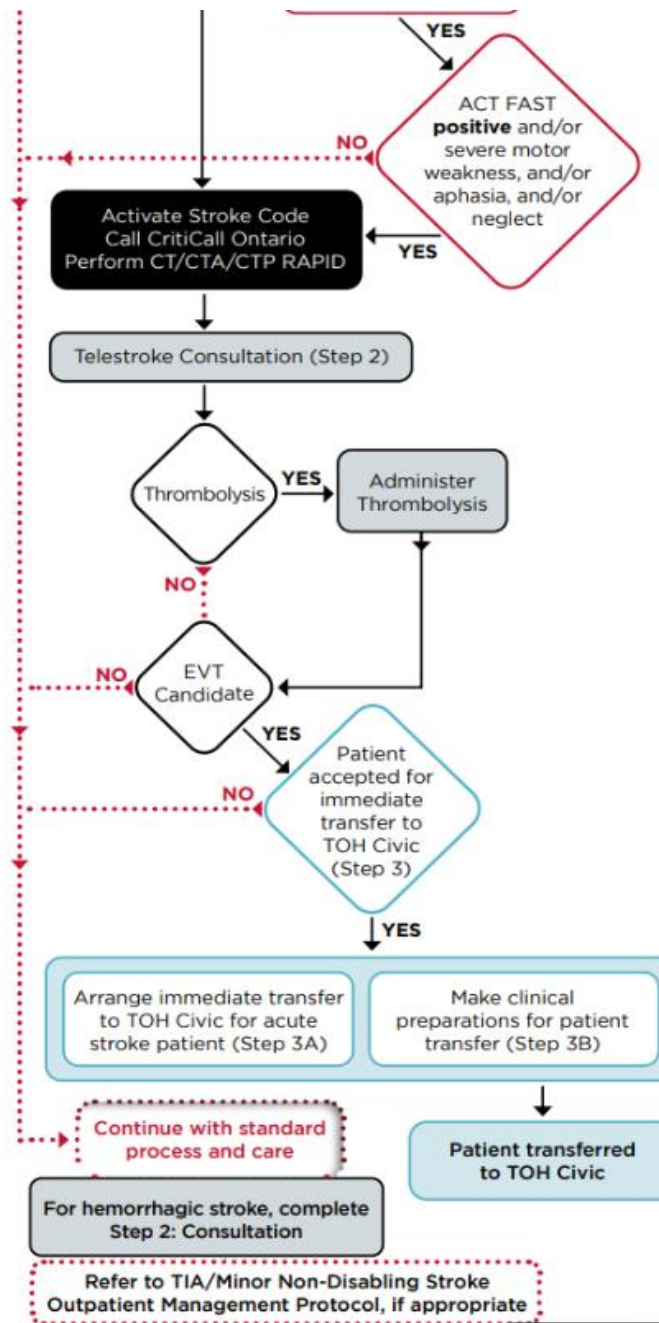 YES
ACT FAST
positive and/or
severe motor
weakness, and/or
aphasia, and/or
neglect
NO
Activate Stroke Code
Call CritiCall Ontario
Perform CT/CTA/CTP RAPID
YES
Telestroke Consultation (Step 2)
Thrombolysis
YES
Administer
Thrombolysis
NO
NO
EVT
Candidate
YES
NO
Patient
accepted for
immediate
transfer to
TOH Civic
(Step 3)
YES
Arrange immediate transfer
to TOH Civic for acute
stroke patient (Step 3A)
Make clinical
preparations for patient
transfer (Step 3B)
Continue with standard
process and care
Patient transferred
to TOH Civic
For hemorrhagic stroke, complete
Step 2: Consultation
Refer to TIA/Minor Non-Disabling Stroke
Outpatient Management Protocol, if appropriate